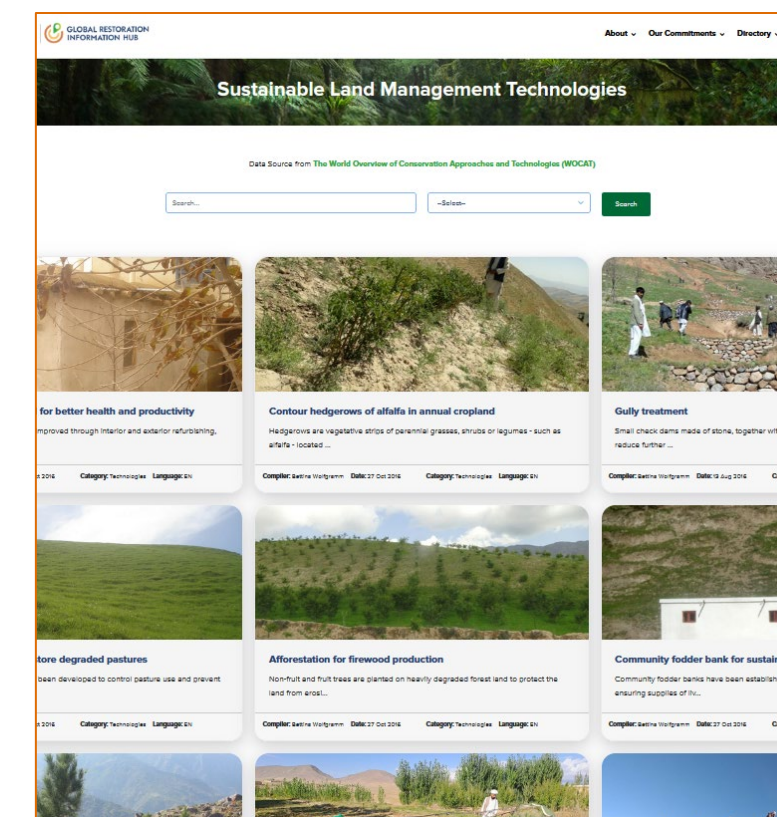 GLOBAL RESTORATION
INFORMATION HUB
About
Our Commitments
Directory
Sustainable Land Management Technologies
Data Source from The World Overview of Conservation Approaches and Technologies (WOCAT)
Search...
--Select--
Search
for better health and productivity
improved through interior and exterior refurbishing,
2016 Category: Technologies Language: EN
Contour hedgerows of alfalfa in annual cropland
Hedgerows are vegetative strips of perennial grasses, shrubs or legumes - such as
alfalfa - located ...
Compiler: Bettina Wolfgramm Date: 27 Oct 2016 Category: Technologies Language: EN
Gully treatment
Small check dams made of stone, together
reduce further ...
Compiler: Bettina Wolfgramm Date: 13 Aug 2016
degraded pastures
been developed to control pasture use and prevent
2016 Category: Technologies Language: EN
Afforestation for firewood production
Non-fruit and fruit trees are planted on heavily degraded forest land to protect the
land from erosi...
Compiler: Bettina Wolfgramm Date: 27 Oct 2016 Category: Technologies Language: EN
Community fodder bank for
Community fodder banks have been
ensuring supplies of liv...
Compiler: Bettina Wolfgramm Date: 27 Oct 2016